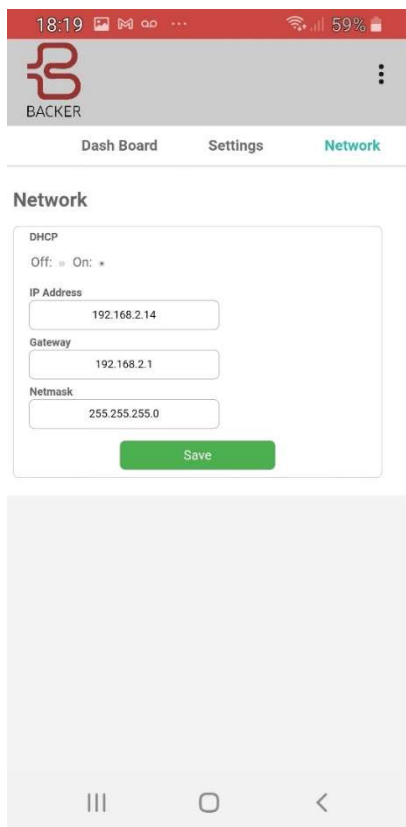 18:19 59%
BACKER
Dash Board Settings Network
Network
DHCP
Off: On:
IP Address
192.168.2.14
Gateway
192.168.2.1
Netmask
255.255.255.0
Save